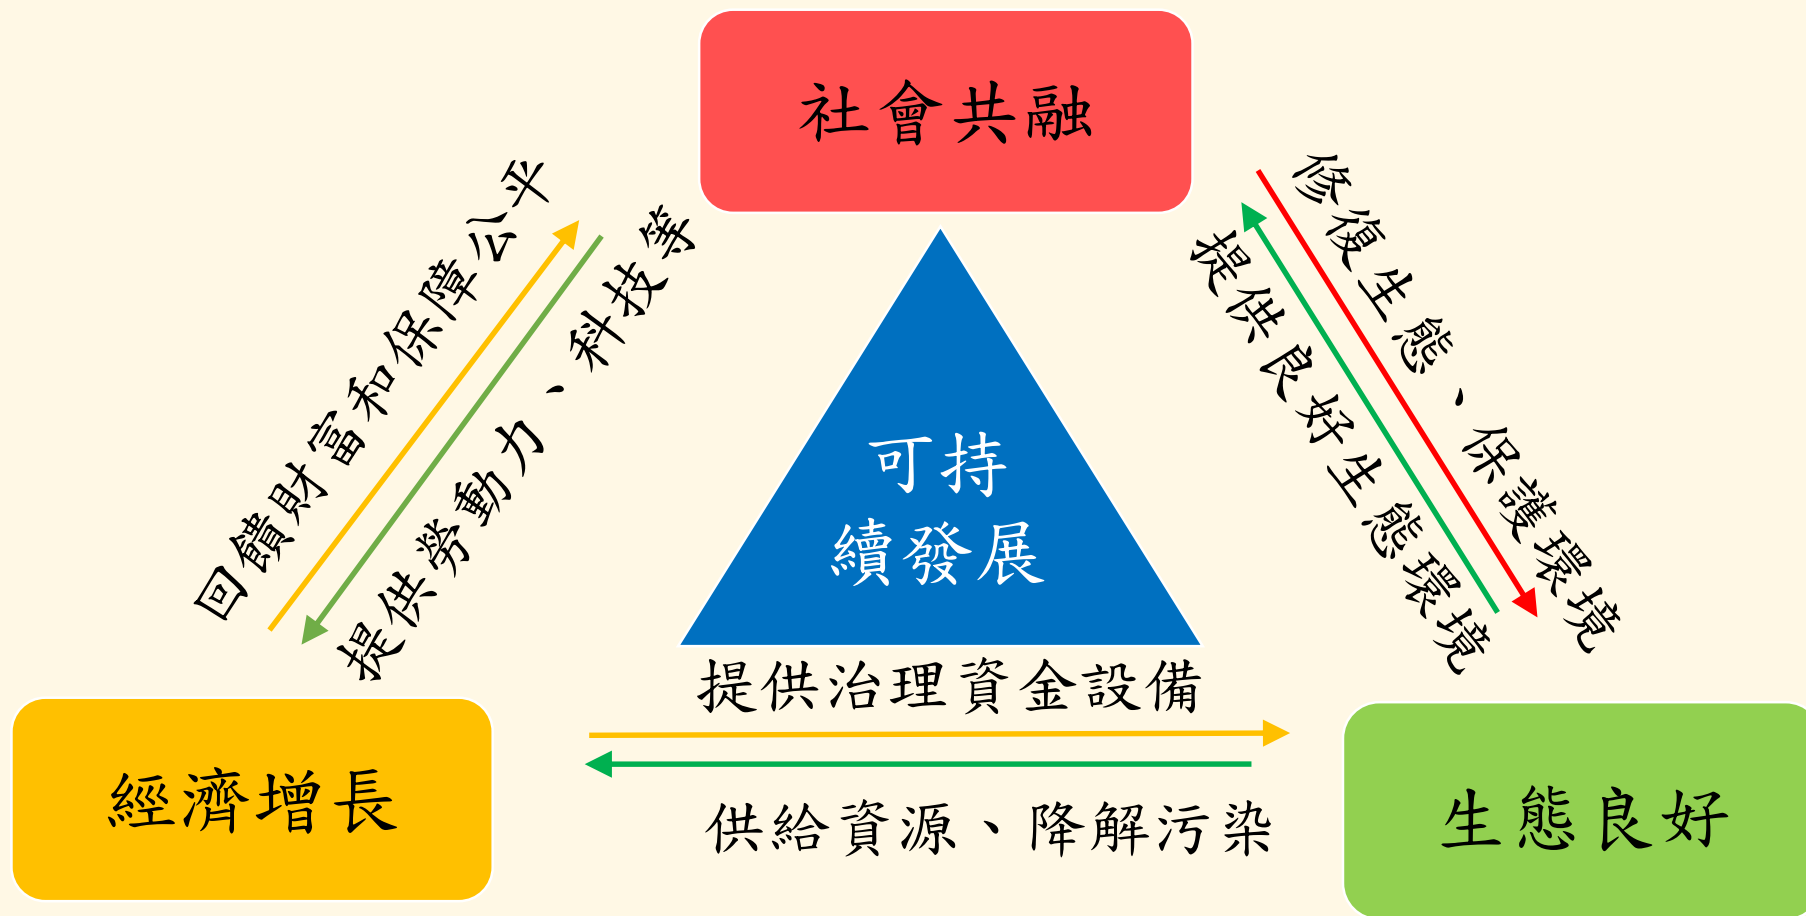 社會共融
回饋財富和保障公平
提供勞動力、科技等
修復生態、保護環境
提供良好生態環境
可持
續發展
提供治理資金設備
供給資源、降解污染
經濟增長
生態良好